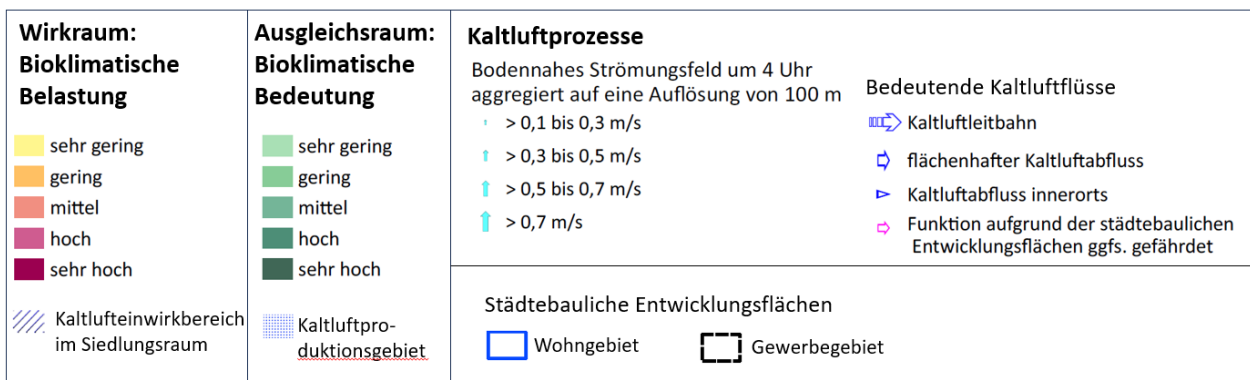 Wirkraum:
Bioklimatische
Belastung
sehr gering
gering
mittel
hoch
sehr hoch
Kaltlufteinwirkbereich
im Siedlungsraum
Ausgleichsraum:
Bioklimatische
Bedeutung
sehr gering
gering
mittel
hoch
sehr hoch
Kaltluftpro-
duktionsgebiet
Kaltluftprozesse
Bodennahes Strömungsfeld um 4 Uhr
aggregiert auf eine Auflösung von 100 m
> 0,1 bis 0,3 m/s
> 0,3 bis 0,5 m/s
> 0,5 bis 0,7 m/s
> 0,7 m/s
Bedeutende Kaltluftflüsse
Kaltluftleitbahn
flächenhafter Kaltluftabfluss
Kaltluftabfluss innerorts
Funktion aufgrund der städtebaulichen
Entwicklungsflächen ggfs. gefährdet
Städtebauliche Entwicklungsflächen
Wohngebiet
Gewerbegebiet